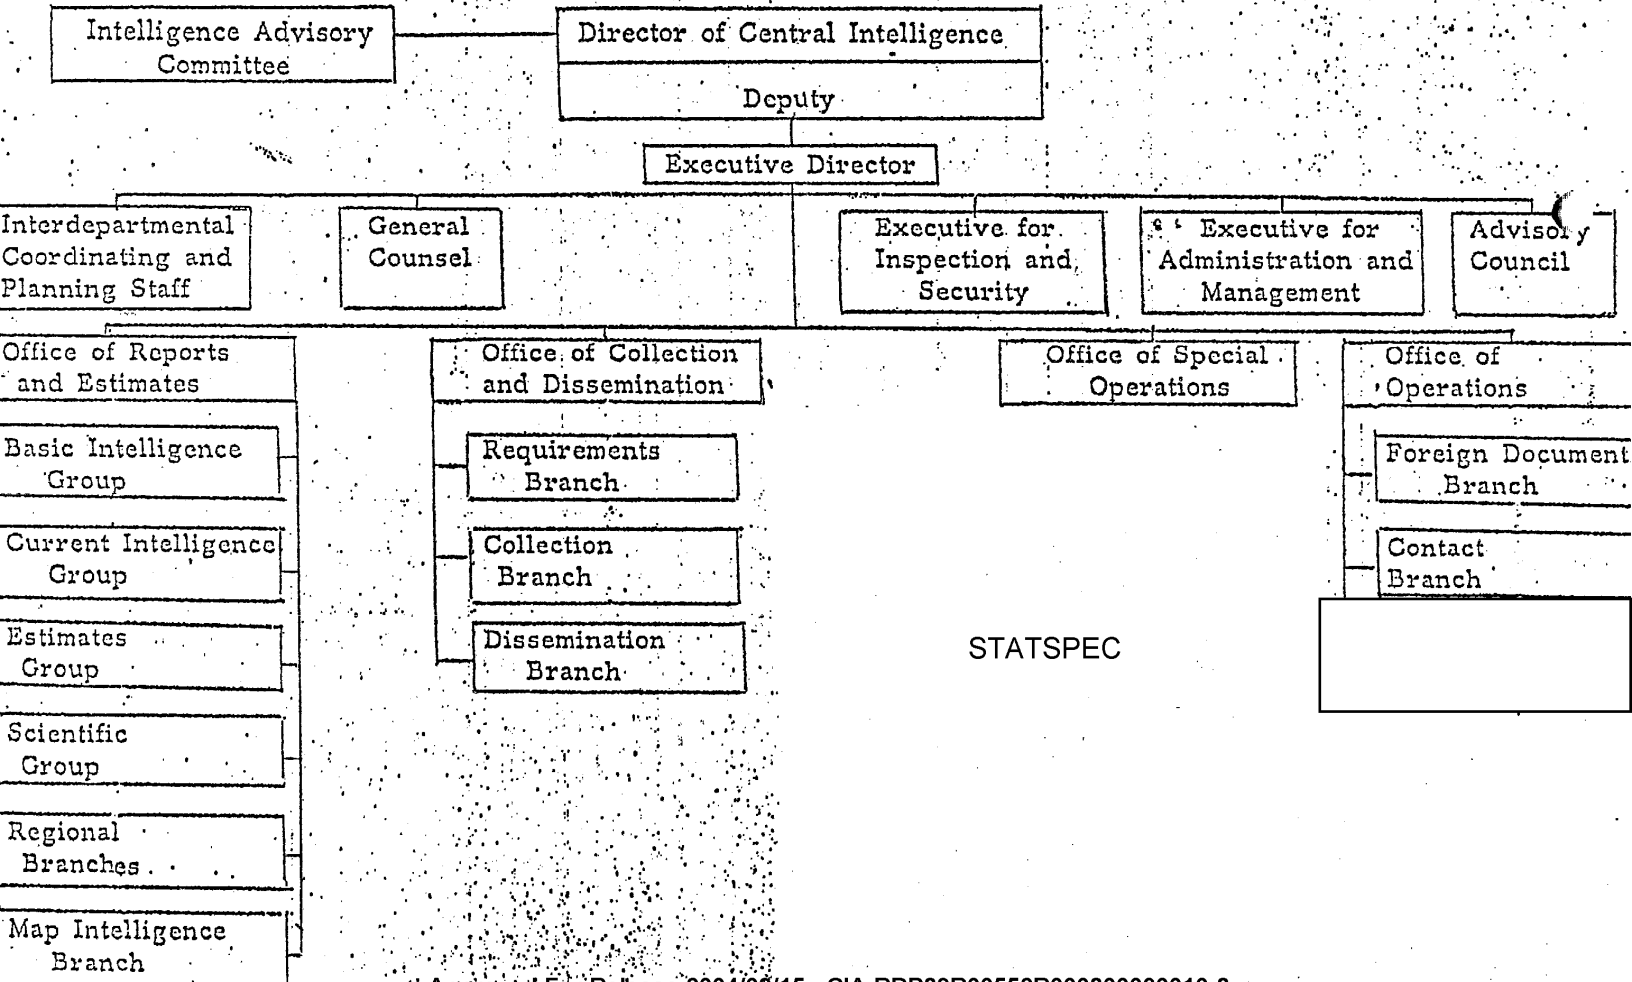 Intelligence Advisory
Committee
Director of Central Intelligence
Deputy
Executive Director
Interdepartmental
Coordinating and
Planning Staff
General
Counsel
Executive for
Inspection and
Security
Executive for
Administration and
Management
Advisory
Council
Office of Reports
and Estimates
Basic Intelligence
Group
Current Intelligence
Group
Estimates
Group
Scientific
Group
Regional
Branches
Map Intelligence
Branch
Office of Collection
and Dissemination
Requirements
Branch
Collection
Branch
Dissemination
Branch
Office of Special
Operations
STATSPEC
Office of
Operations
Foreign Document
Branch
Contact
Branch